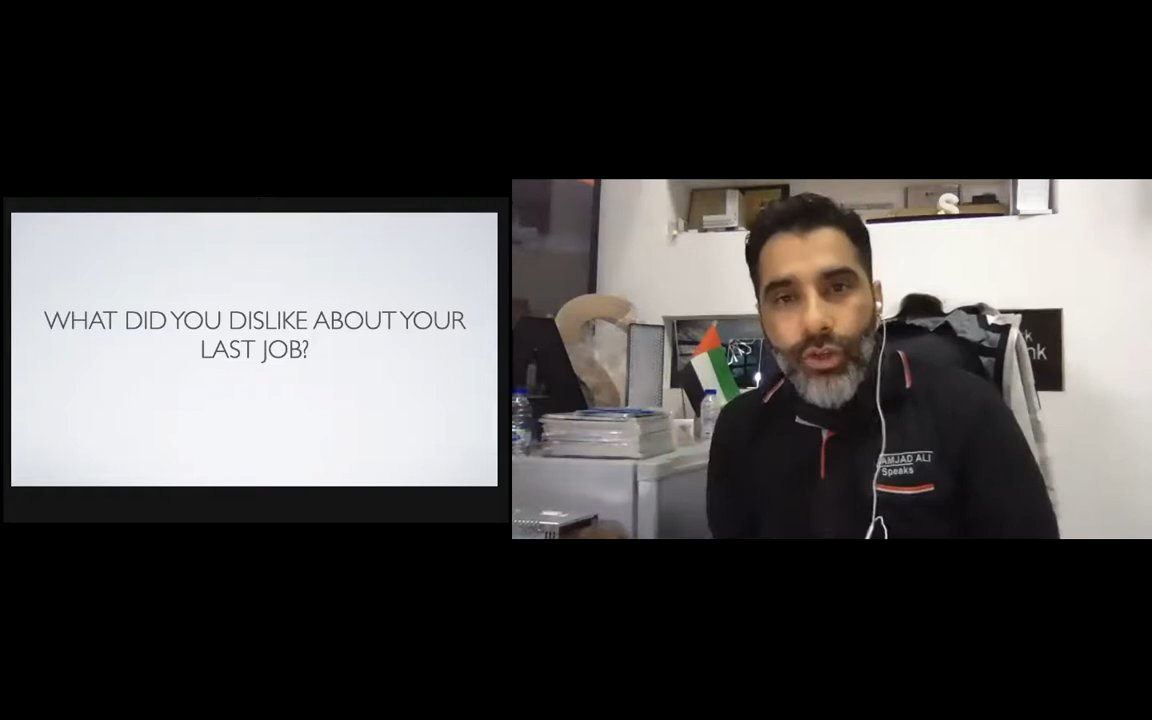 WHAT DID YOU DISLIKE ABOUT YOUR
LAST JOB?
S
AMJAD ALI
Speaks